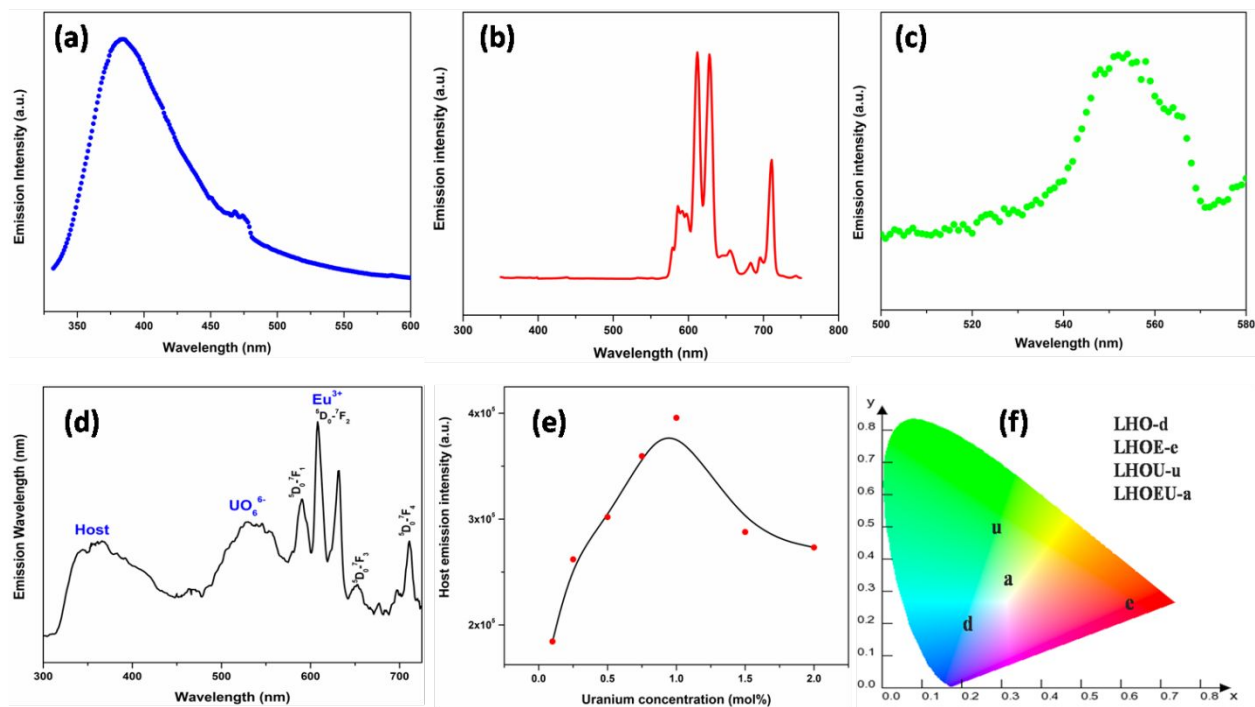 (a)
Emission Intensity (a.u.)
350 400 450 500 550 600
Wavelength (nm)
(b)
Emission intensity (a.u.)
300 400 500 600 700 800
Wavelength (nm)
(c)
Emission intensity (a.u.)
500 520 540 560 580
Wavelength (nm)
(d)
Emission Wavelength (nm)
Host
UO₆⁶⁻
Eu³⁺
⁵D₀-⁷F₁
⁵D₀-⁷F₂
⁵D₀-⁷F₃
⁵D₀-⁷F₄
300 400 500 600 700
Wavelength (nm)
(e)
Host emission intensity (a.u.)
4x10⁵
3x10⁵
2x10⁵
0.0 0.5 1.0 1.5 2.0
Uranium concentration (mol%)
(f)
y
0.8
0.7
0.6
0.5
0.4
0.3
0.2
0.1
0.0
LHO-d
LHOE-e
LHOU-u
LHOEU-a
u
a
d
e
0.0 0.1 0.2 0.3 0.4 0.5 0.6 0.7 0.8
x